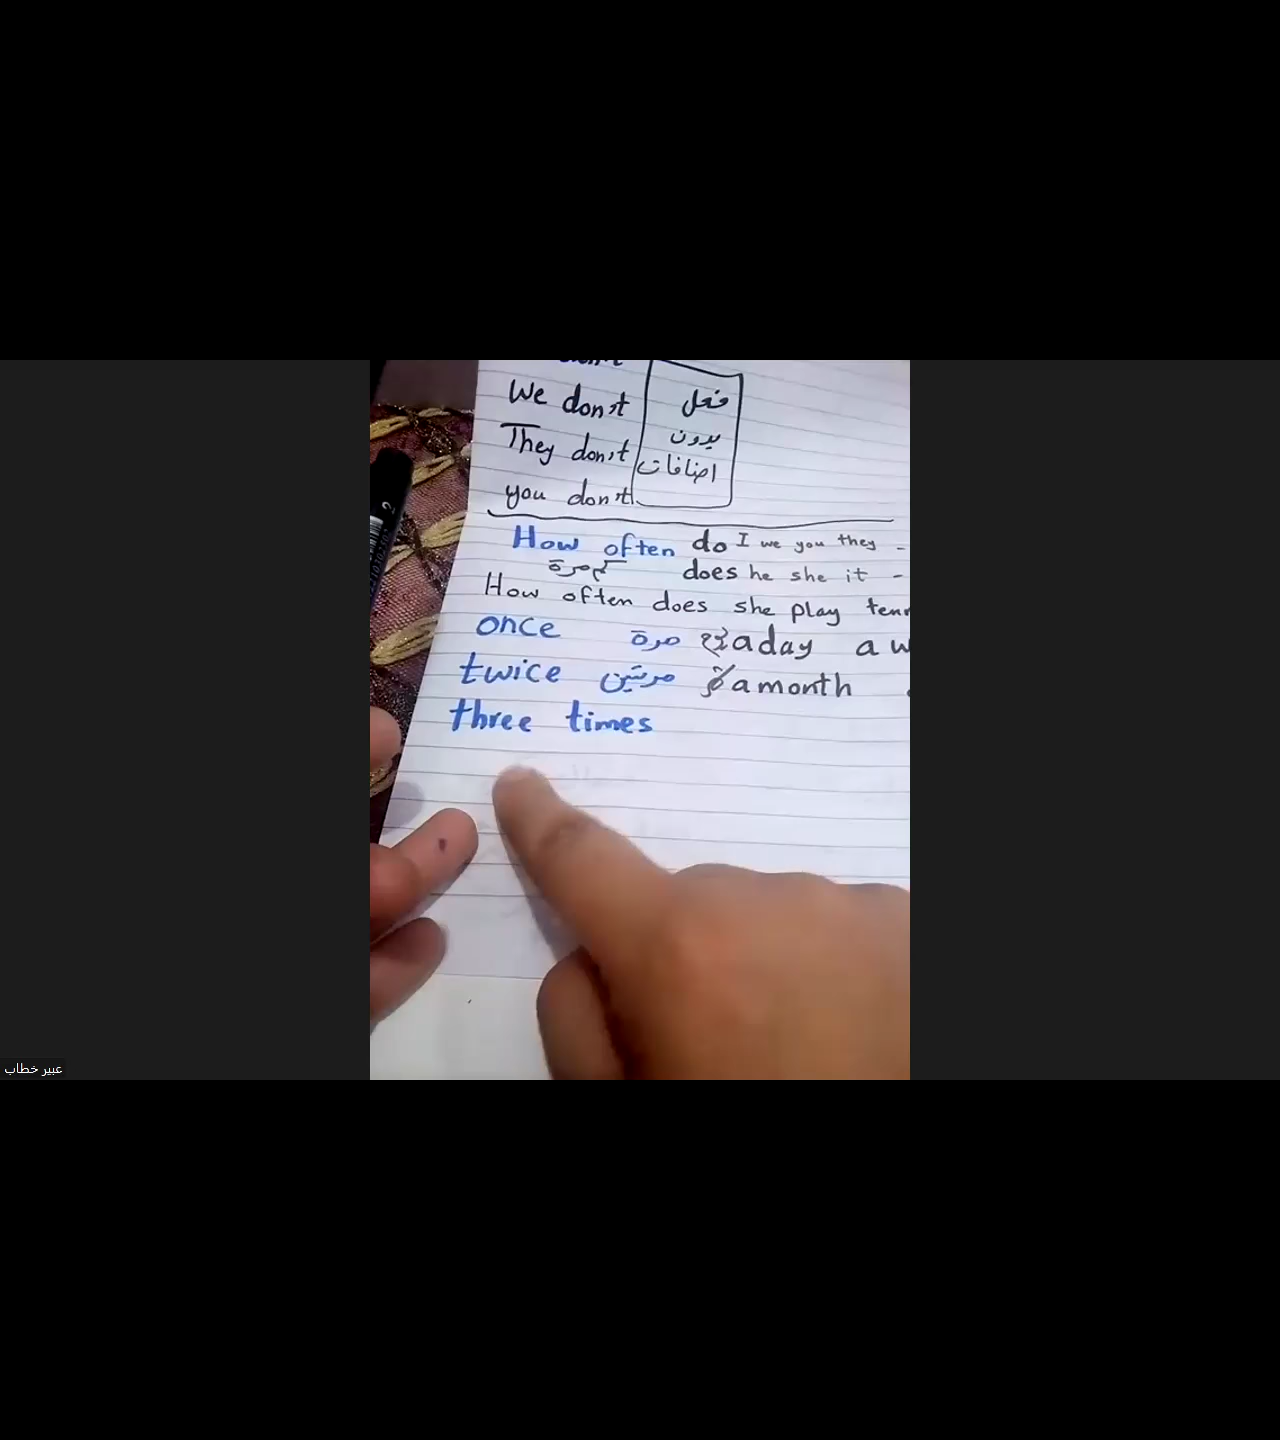 We don't
فعل
They don't
بدون
اضافات
you don't
How often do I we you they -
كم مرة does he she it -
How often does she play tenn
once مرة a day a w
twice مرتين a month
three times
عبير خطاب